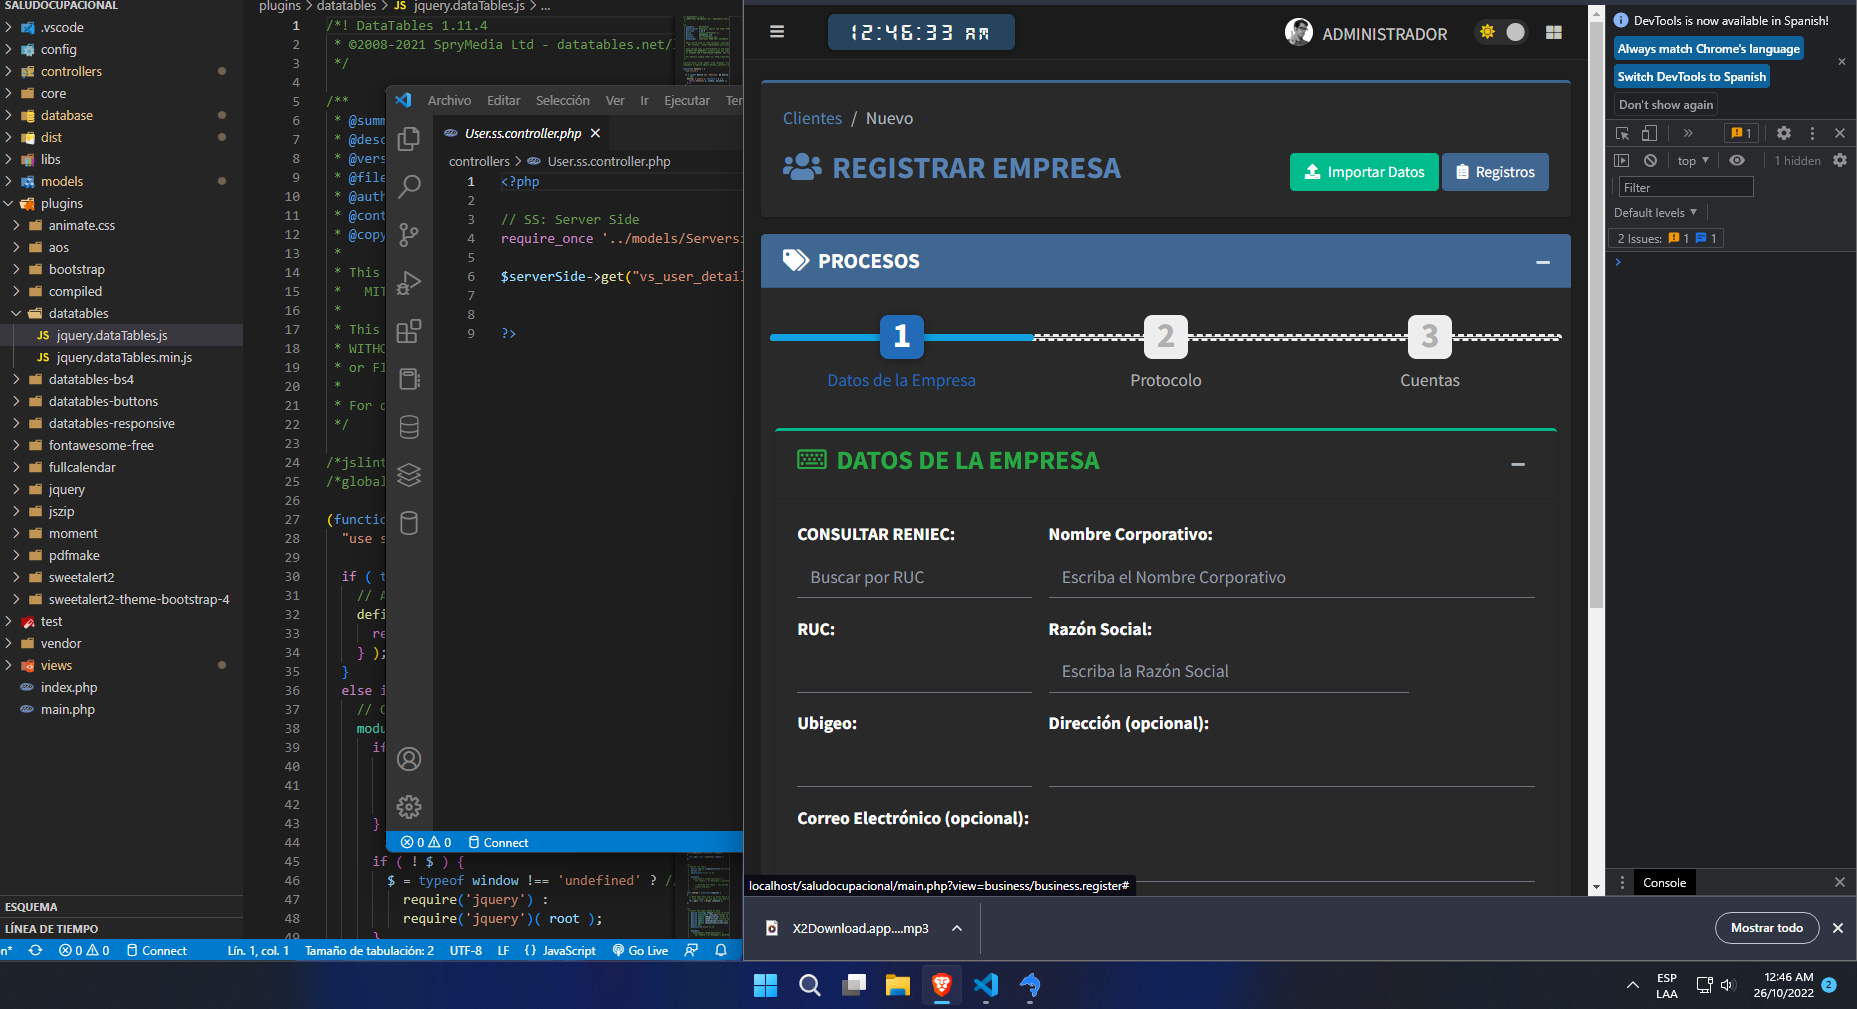 SALUDOCUPACIONAL
.vscode
config
controllers
core
database
dist
libs
models
plugins
animate.css
aos
bootstrap
compiled
datatables
JS jquery.dataTables.js
JS jquery.dataTables.min.js
datatables-bs4
datatables-buttons
datatables-responsive
fontawesome-free
fullcalendar
jquery
jszip
moment
pdfmake
sweetalert2
sweetalert2-theme-bootstrap-4
test
vendor
views
index.php
main.php
ESQUEMA
LÍNEA DE TIEMPO
plugins > datatables > JS jquery.dataTables.js > ...
1 /*! DataTables 1.11.4
2 * ©2008-2021 SpryMedia Ltd - datatables.net/
3 */
4
5 /**
6 * @summ
7 * @desc
8 * @vers
9 * @file
10 * @auth
11 * @cont
12 * @copy
13 *
14 * This
15 * MIT
16 *
17 * This
18 * WITHO
19 * or FI
20 *
21 * For d
22 */
23
24 /*jslint
25 /*global
26
27 (functio
28 "use s
29
30 if ( t
31 // A
32 defi
33 re
34 } );
35 }
36 else i
37 // C
38 modu
39 if
40
41
42
43 }
44
45 if ( ! $ ) {
46 $ = typeof window !== 'undefined' ? //
47 require('jquery') :
48 require('jquery')( root );
49 }
Archivo Editar Selección Ver Ir Ejecutar Ter
User.ss.controller.php ×
controllers > User.ss.controller.php
1 <?php
2
3 // SS: Server Side
4 require_once '../models/Serversi
5
6 $serverSide->get("vs_user_detail
7
8
9 ?>
0 0 Connect
n* 0 0 Connect Lín. 1, col. 1 Tamaño de tabulación: 2 UTF-8 LF {} JavaScript Go Live
12:46:33 AM
ADMINISTRADOR
Clientes / Nuevo
REGISTRAR EMPRESA
Importar Datos
Registros
PROCESOS
1 2 3
Datos de la Empresa Protocolo Cuentas
DATOS DE LA EMPRESA
CONSULTAR RENIEC: Nombre Corporativo:
Buscar por RUC Escriba el Nombre Corporativo
RUC: Razón Social:
Escriba la Razón Social
Ubigeo: Dirección (opcional):
Correo Electrónico (opcional):
localhost/saludocupacional/main.php?view=business/business.register#
X2Download.app....mp3
Mostrar todo
DevTools is now available in Spanish!
Always match Chrome's language
Switch DevTools to Spanish
Don't show again
1
top 1 hidden
Filter
Default levels
2 Issues: 1 1
Console
ESP
LAA
12:46 AM
26/10/2022
2